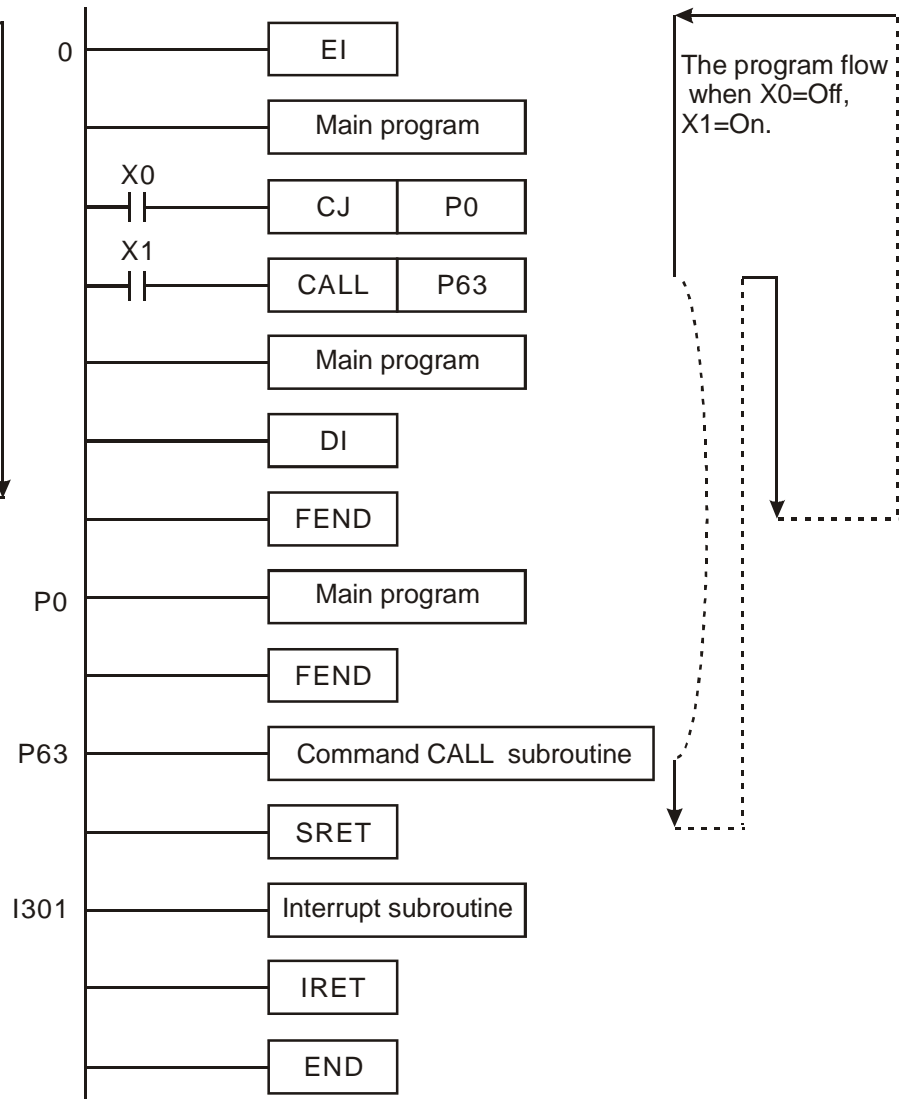 0 EI
Main program
X0
CJ P0
X1
CALL P63
Main program
DI
FEND
P0 Main program
FEND
P63 Command CALL subroutine
SRET
I301 Interrupt subroutine
IRET
END
The program flow
when X0=Off,
X1=On.